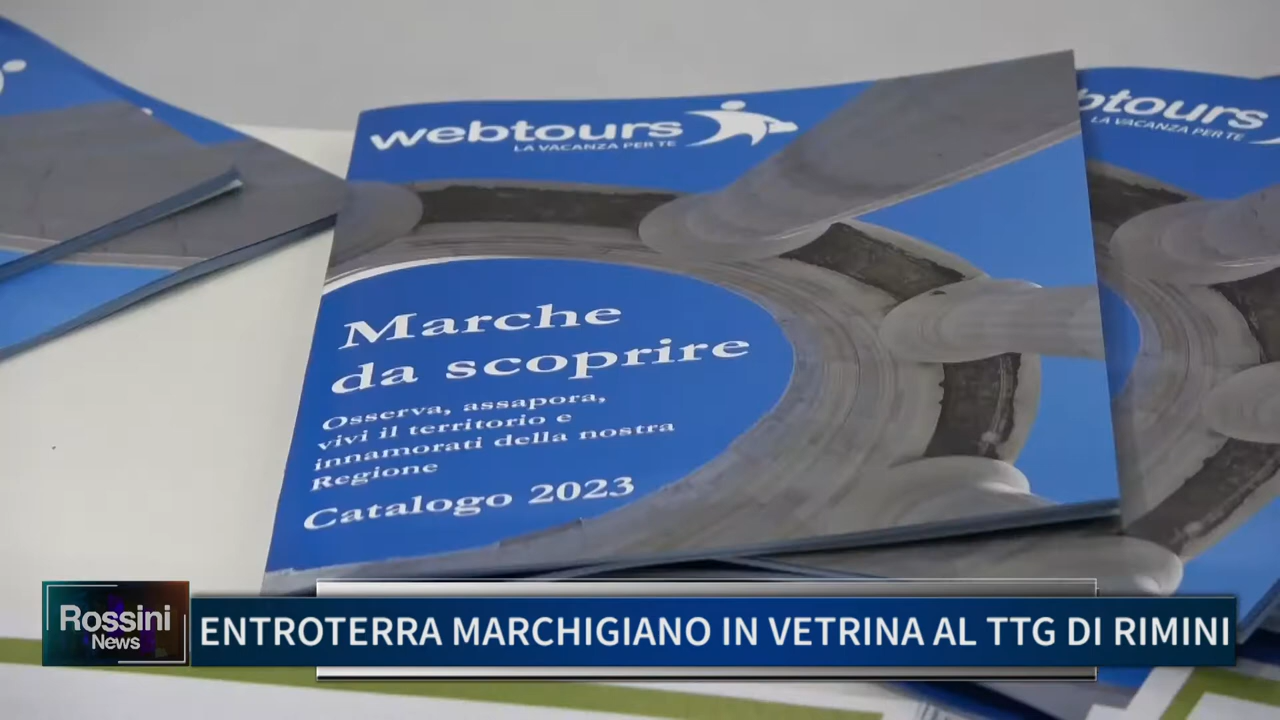 webtours
LA VACANZA PER TE
Marche
da scoprire
Osserva, assapora,
vivi il territorio e
innamorati della nostra
Regione
Catalogo 2023
btours
LA VACANZA PER TE
Rossini
News
ENTROTERRA MARCHIGIANO IN VETRINA AL TTG DI RIMINI